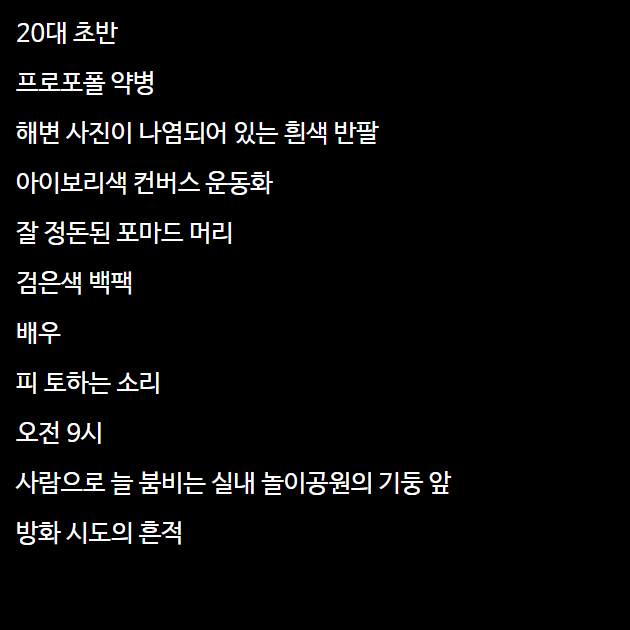 20대 초반
프로포폴 약병
해변 사진이 나염되어 있는 흰색 반팔
아이보리색 컨버스 운동화
잘 정돈된 포마드 머리
검은색 백팩
배우
피 토하는 소리
오전 9시
사람으로 늘 붐비는 실내 놀이공원의 기둥 앞
방화 시도의 흔적